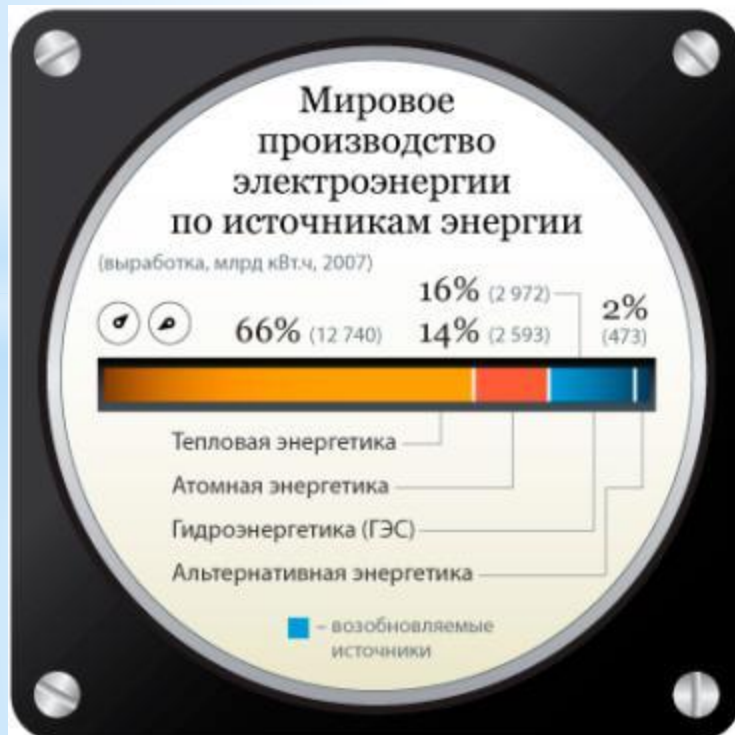 Мировое
производство
электроэнергии
по источникам энергии
(выработка, млрд кВт.ч, 2007)
16% (2 972)
2%
66% (12 740) 14% (2 593) (473)
Тепловая энергетика
Атомная энергетика
Гидроэнергетика (ГЭС)
Альтернативная энергетика
– возобновляемые
источники